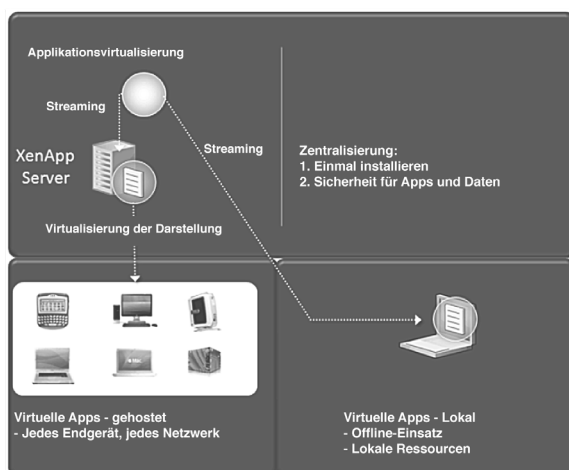 Applikationsvirtualisierung
Streaming
Streaming
XenApp
Server
Zentralisierung:
1. Einmal installieren
2. Sicherheit für Apps und Daten
Virtualisierung der Darstellung
Virtuelle Apps - gehostet
- Jedes Endgerät, jedes Netzwerk
Virtuelle Apps - Lokal
- Offline-Einsatz
- Lokale Ressourcen